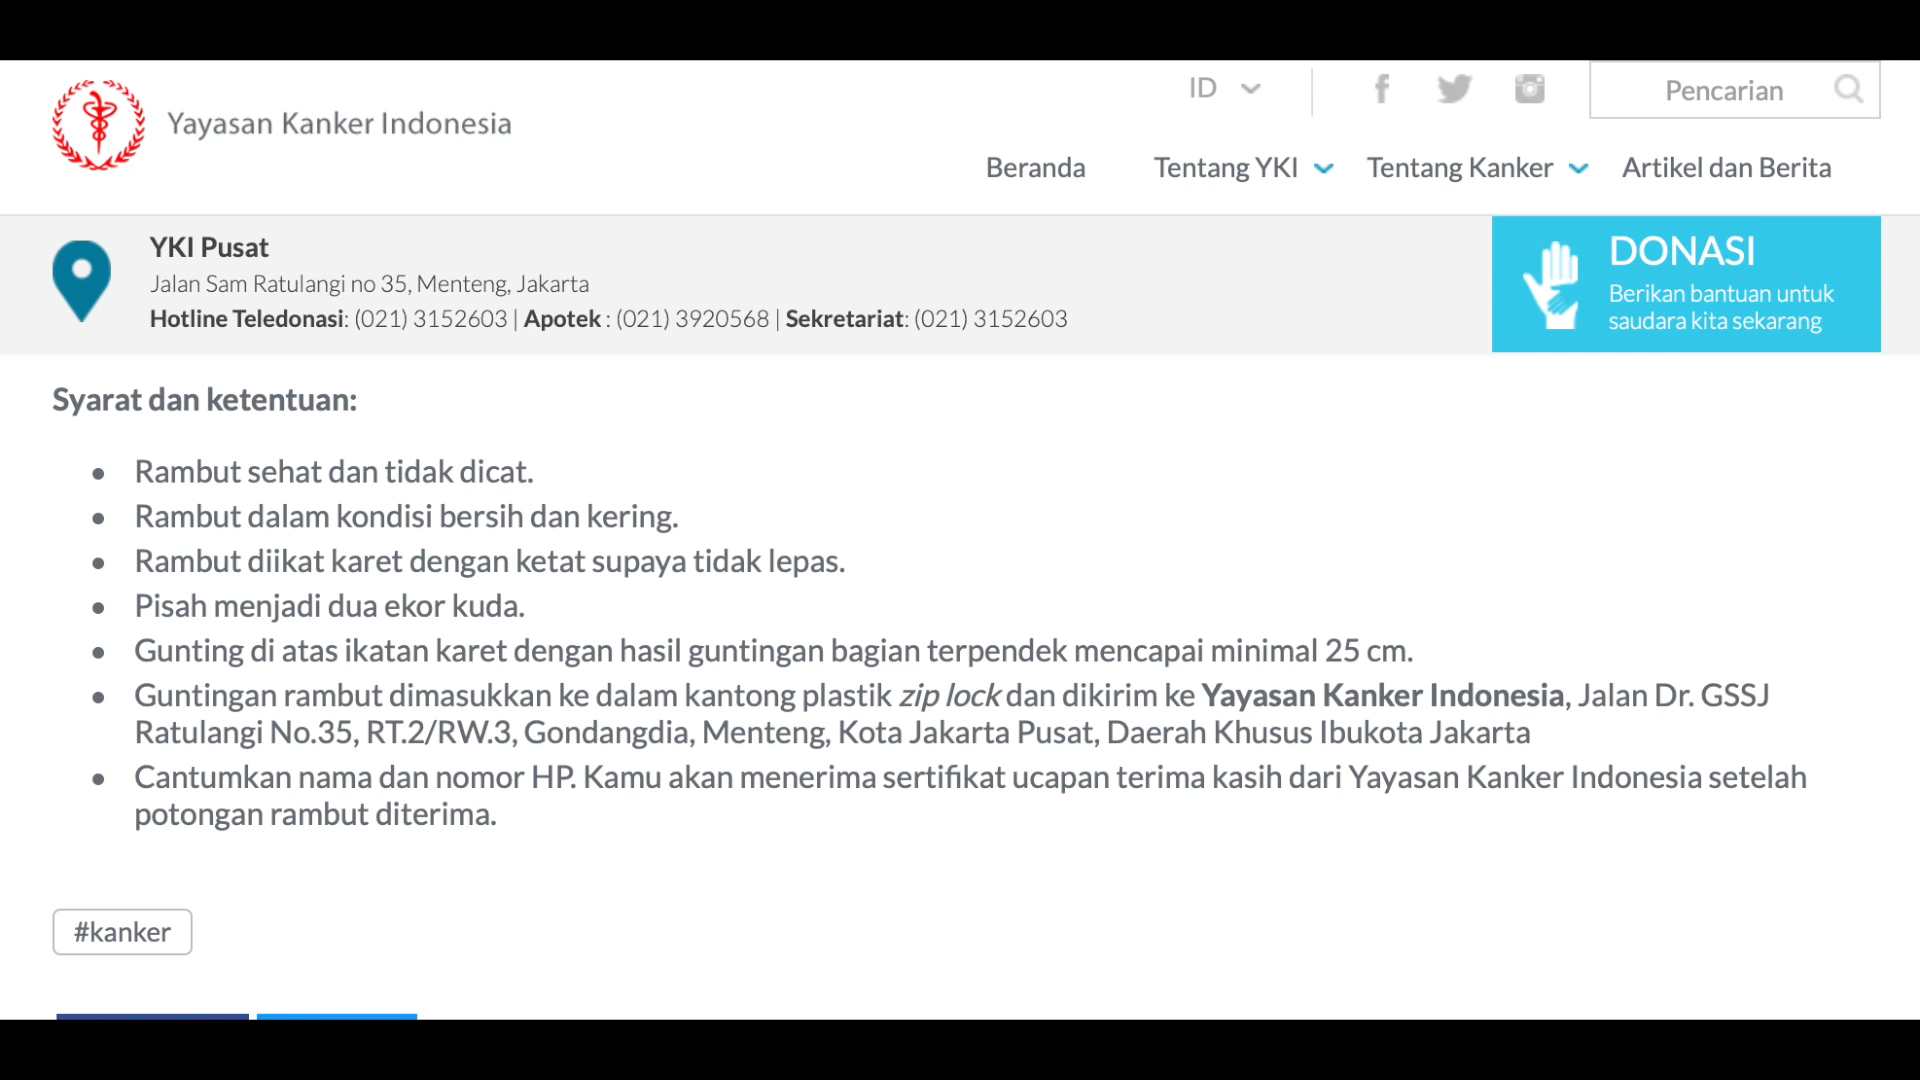 Yayasan Kanker Indonesia
ID
Pencarian
Beranda
Tentang YKI
Tentang Kanker
Artikel dan Berita
YKI Pusat
Jalan Sam Ratulangi no 35, Menteng, Jakarta
Hotline Teledonasi: (021) 3152603 | Apotek : (021) 3920568 | Sekretariat: (021) 3152603
DONASI
Berikan bantuan untuk
saudara kita sekarang
Syarat dan ketentuan:
• Rambut sehat dan tidak dicat.
• Rambut dalam kondisi bersih dan kering.
• Rambut diikat karet dengan ketat supaya tidak lepas.
• Pisah menjadi dua ekor kuda.
• Gunting di atas ikatan karet dengan hasil guntingan bagian terpendek mencapai minimal 25 cm.
• Guntingan rambut dimasukkan ke dalam kantong plastik zip lock dan dikirim ke Yayasan Kanker Indonesia, Jalan Dr. GSSJ
Ratulangi No.35, RT.2/RW.3, Gondangdia, Menteng, Kota Jakarta Pusat, Daerah Khusus Ibukota Jakarta
• Cantumkan nama dan nomor HP. Kamu akan menerima sertifikat ucapan terima kasih dari Yayasan Kanker Indonesia setelah
potongan rambut diterima.
#kanker